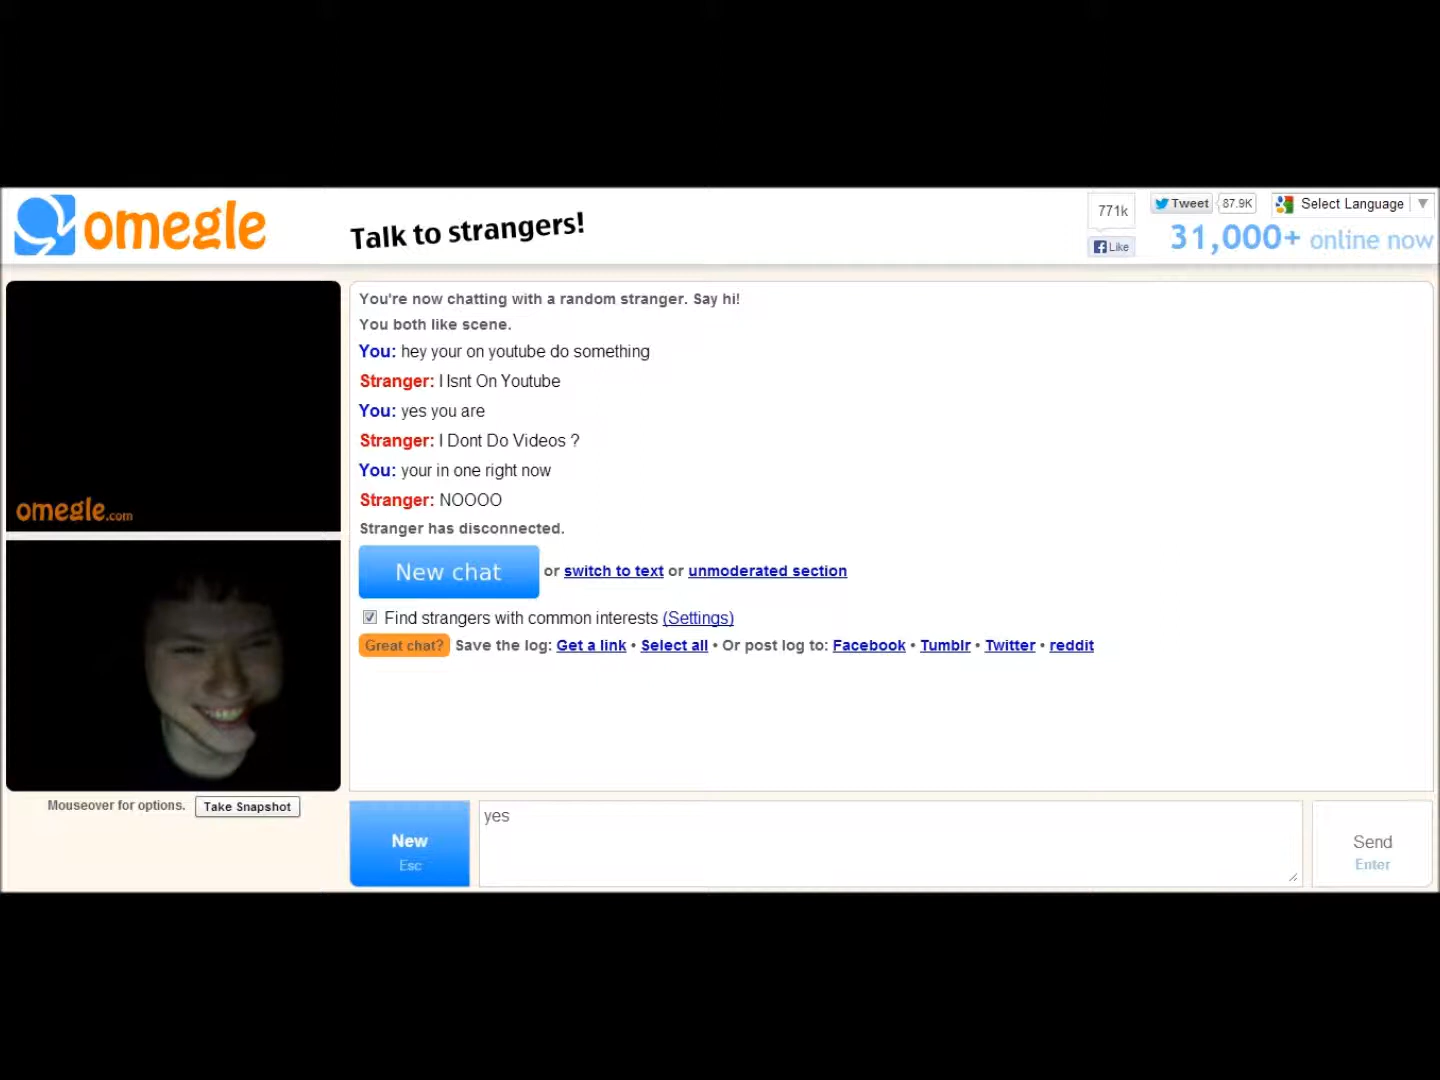 omegle
Talk to strangers!
771k
Like
Tweet
87.9K
Select Language
31,000+ online now
You're now chatting with a random stranger. Say hi!
You both like scene.
You: hey your on youtube do something
Stranger: I Isnt On Youtube
You: yes you are
Stranger: I Dont Do Videos ?
You: your in one right now
Stranger: NOOOO
Stranger has disconnected.
New chat or switch to text or unmoderated section
Find strangers with common interests (Settings)
Great chat? Save the log: Get a link • Select all • Or post log to: Facebook • Tumblr • Twitter • reddit
omegle.com
Mouseover for options. Take Snapshot
New
Esc
yes
Send
Enter